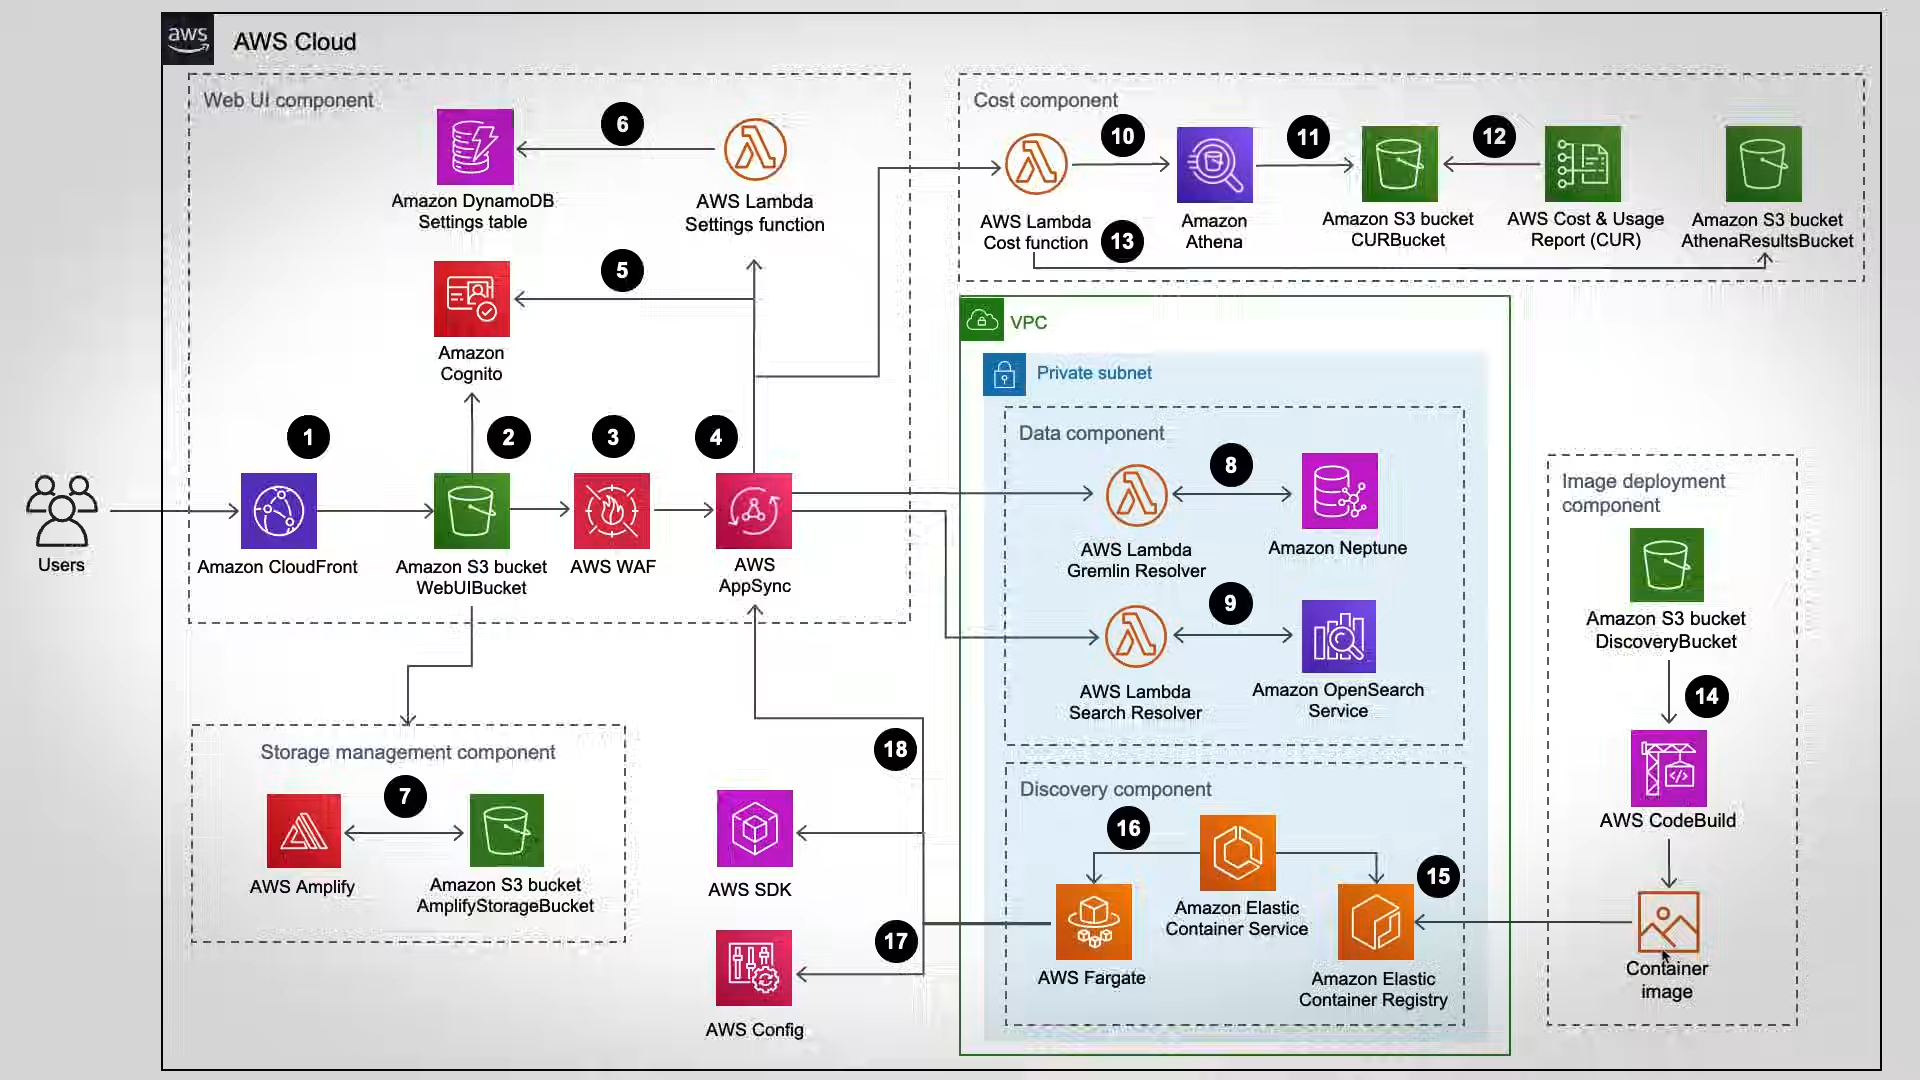 aws
AWS Cloud
Web UI component
6
Amazon DynamoDB
Settings table
AWS Lambda
Settings function
5
Amazon
Cognito
1
2
3
4
Users
Amazon CloudFront
Amazon S3 bucket
WebUIBucket
AWS WAF
AWS
AppSync
Storage management component
7
AWS Amplify
Amazon S3 bucket
AmplifyStorageBucket
18
AWS SDK
17
AWS Config
Cost component
10
11
12
AWS Lambda
Cost function
13
Amazon
Athena
Amazon S3 bucket
CURBucket
AWS Cost & Usage
Report (CUR)
Amazon S3 bucket
AthenaResultsBucket
VPC
Private subnet
Data component
8
AWS Lambda
Gremlin Resolver
Amazon Neptune
9
AWS Lambda
Search Resolver
Amazon OpenSearch
Service
Discovery component
16
15
Amazon Elastic
Container Service
AWS Fargate
Amazon Elastic
Container Registry
Image deployment
component
Amazon S3 bucket
DiscoveryBucket
14
</>
AWS CodeBuild
Container
image